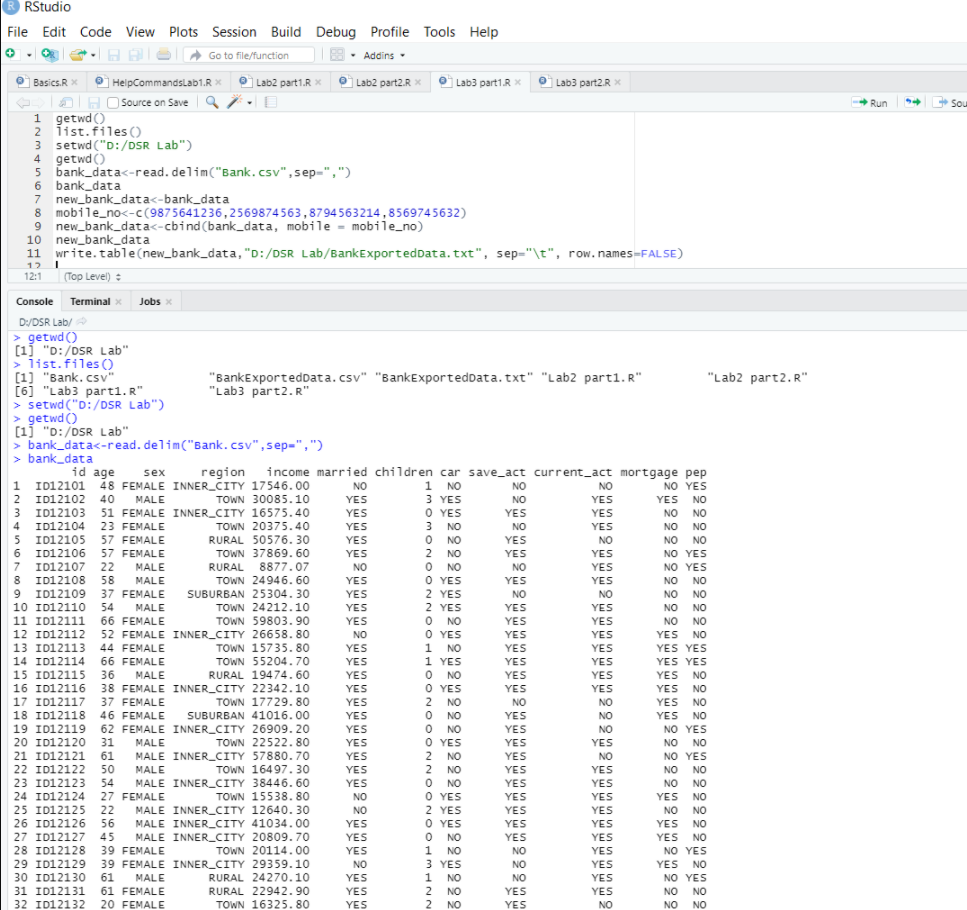 RStudio
File Edit Code View Plots Session Build Debug Profile Tools Help
Go to file/function Addins
Basics.R HelpCommandsLab1.R Lab2 part1.R Lab2 part2.R Lab3 part1.R Lab3 part2.R
Source on Save Run Sou
1 getwd()
2 list.files()
3 setwd("D:/DSR Lab")
4 getwd()
5 bank_data<-read.delim("Bank.csv",sep=",")
6 bank_data
7 new_bank_data<-bank_data
8 mobile_no<-c(9875641236,2569874563,8794563214,8569745632)
9 new_bank_data<-cbind(bank_data, mobile = mobile_no)
10 new_bank_data
11 write.table(new_bank_data,"D:/DSR Lab/BankExportedData.txt", sep="\t", row.names=FALSE)
12
12:1 (Top Level)
Console Terminal Jobs
D:/DSR Lab/
> getwd()
[1] "D:/DSR Lab"
> list.files()
[1] "Bank.csv" "BankExportedData.csv" "BankExportedData.txt" "Lab2 part1.R" "Lab2 part2.R"
[6] "Lab3 part1.R" "Lab3 part2.R"
> setwd("D:/DSR Lab")
> getwd()
[1] "D:/DSR Lab"
> bank_data<-read.delim("Bank.csv",sep=",")
> bank_data
id age sex region income married children car save_act current_act mortgage pep
1 ID12101 48 FEMALE INNER_CITY 17546.00 NO 1 NO NO NO NO YES
2 ID12102 40 MALE TOWN 30085.10 YES 3 YES NO YES YES NO
3 ID12103 51 FEMALE INNER_CITY 16575.40 YES 0 YES YES YES NO NO
4 ID12104 23 FEMALE TOWN 20375.40 YES 3 NO NO YES NO NO
5 ID12105 57 FEMALE RURAL 50576.30 YES 0 NO YES NO NO NO
6 ID12106 57 FEMALE TOWN 37869.60 YES 2 NO YES YES NO YES
7 ID12107 22 MALE RURAL 8877.07 NO 0 NO NO YES NO YES
8 ID12108 58 MALE TOWN 24946.60 YES 0 YES YES YES NO NO
9 ID12109 37 FEMALE SUBURBAN 25304.30 YES 2 YES NO NO NO NO
10 ID12110 54 MALE TOWN 24212.10 YES 2 YES YES YES NO NO
11 ID12111 66 FEMALE TOWN 59803.90 YES 0 NO YES YES NO NO
12 ID12112 52 FEMALE INNER_CITY 26658.80 NO 0 YES YES YES YES NO
13 ID12113 44 FEMALE TOWN 15735.80 YES 1 NO YES YES YES YES
14 ID12114 66 FEMALE TOWN 55204.70 YES 1 YES YES YES YES YES
15 ID12115 36 MALE RURAL 19474.60 YES 0 NO YES YES YES NO
16 ID12116 38 FEMALE INNER_CITY 22342.10 YES 0 YES YES YES YES NO
17 ID12117 37 FEMALE TOWN 17729.80 YES 2 NO NO NO YES NO
18 ID12118 46 FEMALE SUBURBAN 41016.00 YES 0 NO YES NO YES NO
19 ID12119 62 FEMALE INNER_CITY 26909.20 YES 0 NO YES NO NO YES
20 ID12120 31 MALE TOWN 22522.80 YES 0 YES YES YES NO NO
21 ID12121 61 MALE INNER_CITY 57880.70 YES 2 NO YES NO NO YES
22 ID12122 50 MALE TOWN 16497.30 YES 2 NO YES YES NO NO
23 ID12123 54 MALE INNER_CITY 38446.60 YES 0 NO YES YES NO NO
24 ID12124 27 FEMALE TOWN 15538.80 NO 0 YES YES YES YES NO
25 ID12125 22 MALE INNER_CITY 12640.30 NO 2 YES YES YES NO NO
26 ID12126 56 MALE INNER_CITY 41034.00 YES 0 YES YES YES YES NO
27 ID12127 45 MALE INNER_CITY 20809.70 YES 0 NO YES YES YES NO
28 ID12128 39 FEMALE TOWN 20114.00 YES 1 NO NO YES NO YES
29 ID12129 39 FEMALE INNER_CITY 29359.10 NO 3 YES NO YES YES NO
30 ID12130 61 MALE RURAL 24270.10 YES 1 NO NO YES NO YES
31 ID12131 61 FEMALE RURAL 22942.90 YES 2 NO YES YES NO NO
32 ID12132 20 FEMALE TOWN 16325.80 YES 2 NO YES NO NO NO